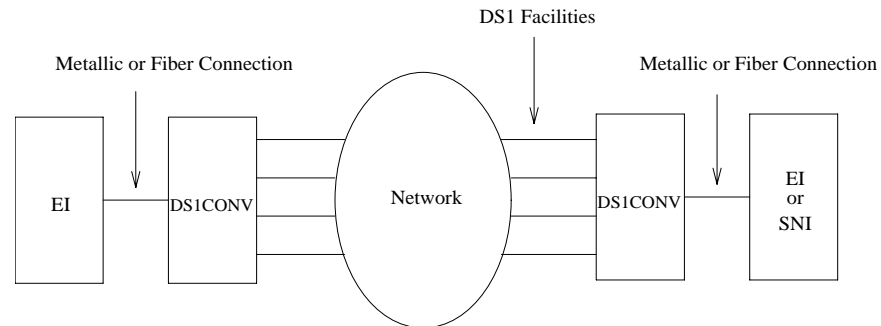 DS1 Facilities
Metallic or Fiber Connection
Metallic or Fiber Connection
EI
DS1CONV
Network
DS1CONV
EI
or
SNI